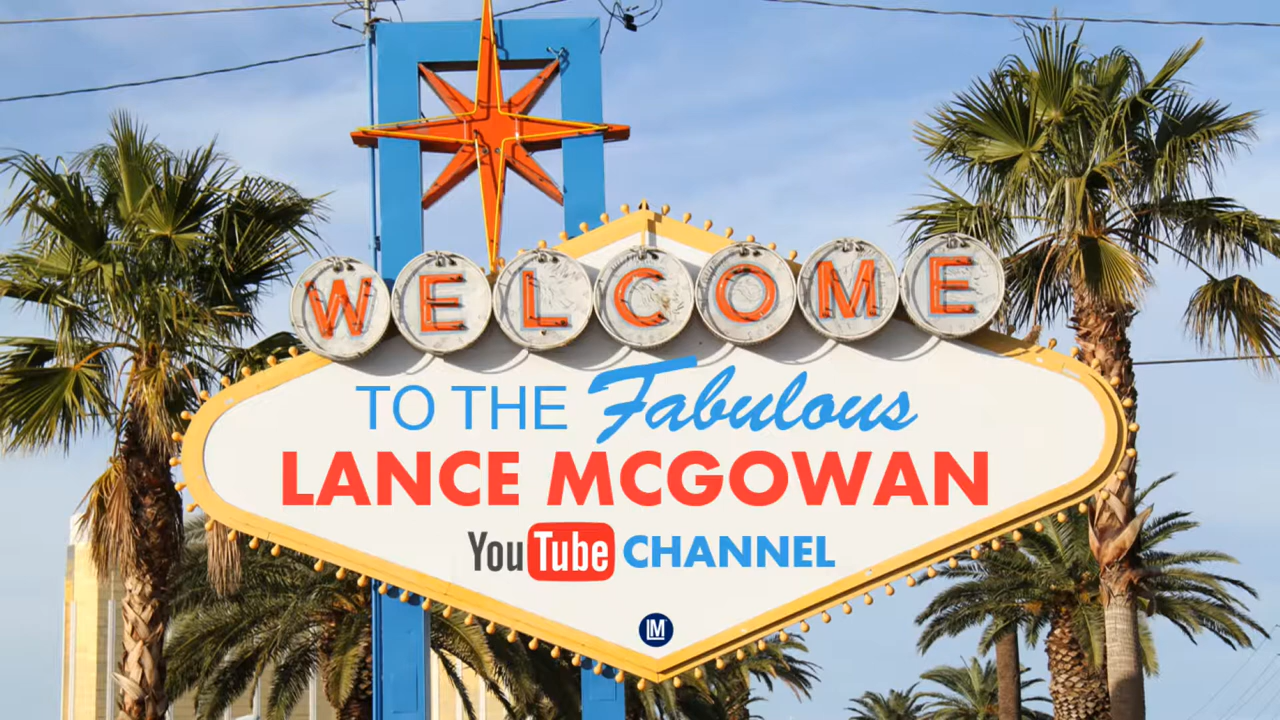 WELCOME
TO THE Fabulous
LANCE MCGOWAN
YouTube CHANNEL
LM